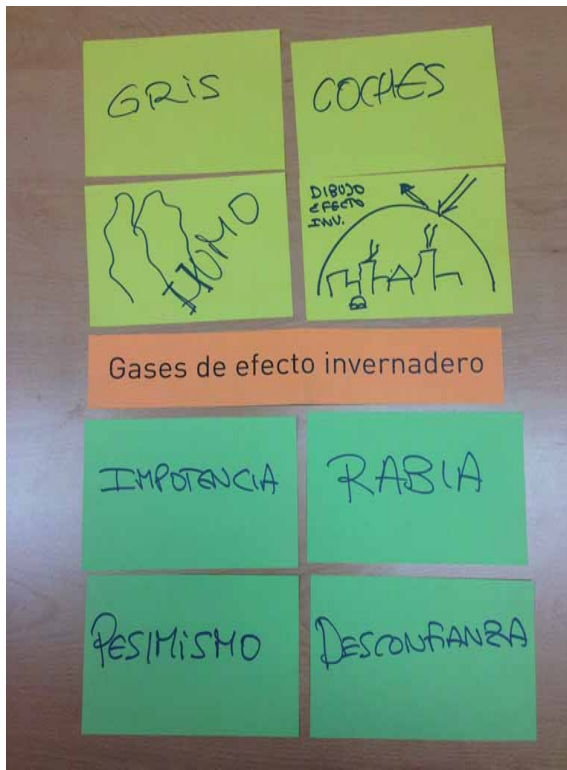 GRIS
COCHES
HUMO
DIBUJO
EFECTO
INV.
Gases de efecto invernadero
IMPOTENCIA
RABIA
PESIMISMO
DESCONFIANZA